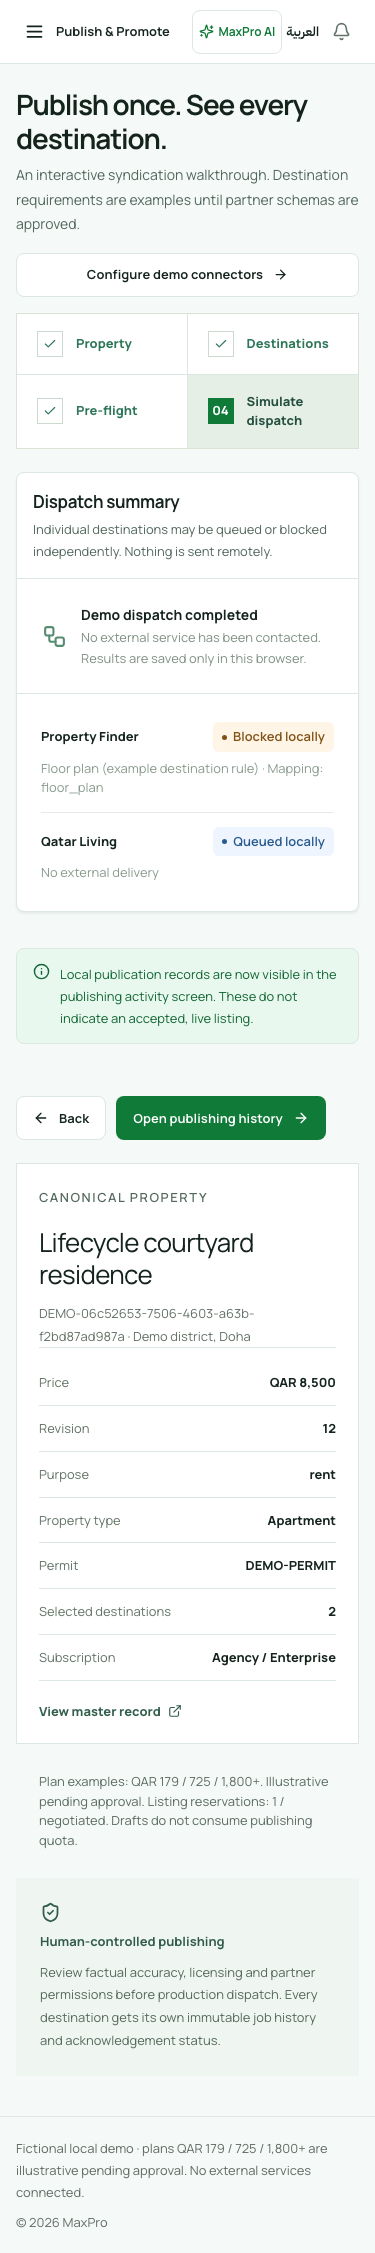 Publish & Promote
MaxPro AI
العربية
Publish once. See every
destination.
An interactive syndication walkthrough. Destination
requirements are examples until partner schemas are
approved.
Configure demo connectors
Property
Destinations
Pre-flight
04
Simulate
dispatch
Dispatch summary
Individual destinations may be queued or blocked
independently. Nothing is sent remotely.
Demo dispatch completed
No external service has been contacted.
Results are saved only in this browser.
Property Finder
Blocked locally
Floor plan (example destination rule) · Mapping:
floor_plan
Qatar Living
Queued locally
No external delivery
Local publication records are now visible in the
publishing activity screen. These do not
indicate an accepted, live listing.
Back
Open publishing history
CANONICAL PROPERTY
Lifecycle courtyard
residence
DEMO-06c52653-7506-4603-a63b-
f2bd87ad987a · Demo district, Doha
Price QAR 8,500
Revision 12
Purpose rent
Property type Apartment
Permit DEMO-PERMIT
Selected destinations 2
Subscription Agency / Enterprise
View master record
Plan examples: QAR 179 / 725 / 1,800+. Illustrative
pending approval. Listing reservations: 1 /
negotiated. Drafts do not consume publishing
quota.
Human-controlled publishing
Review factual accuracy, licensing and partner
permissions before production dispatch. Every
destination gets its own immutable job history
and acknowledgement status.
Fictional local demo · plans QAR 179 / 725 / 1,800+ are
illustrative pending approval. No external services
connected.
© 2026 MaxPro